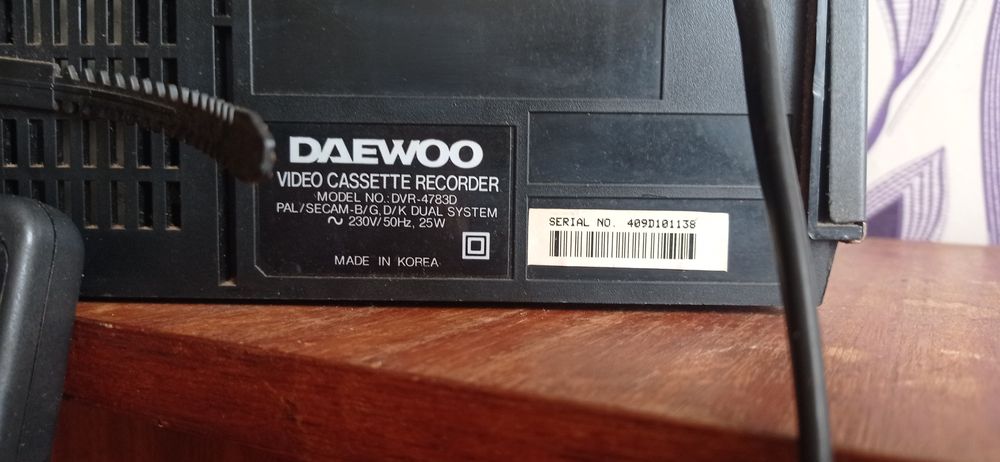 DAEWOO
VIDEO CASSETTE RECORDER
MODEL NO.: DVR-4783D
PAL/SECAM-B/G, D/K DUAL SYSTEM
~ 230V/50Hz, 25W
MADE IN KOREA
SERIAL NO. 409D101138